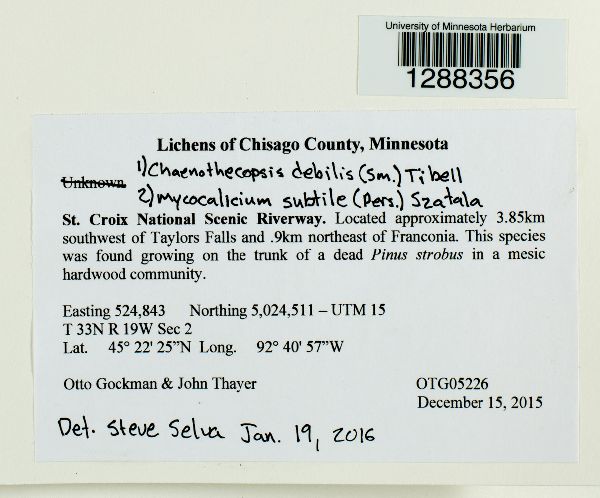 University of Minnesota Herbarium
1288356
Lichens of Chisago County, Minnesota
Unknown 1) Chaenothecopsis debilis (Sm.) Tibell
2) Mycocalicium subtile (Pers.) Szatala
St. Croix National Scenic Riverway. Located approximately 3.85km
southwest of Taylors Falls and .9km northeast of Franconia. This species
was found growing on the trunk of a dead Pinus strobus in a mesic
hardwood community.
Easting 524,843 Northing 5,024,511 – UTM 15
T 33N R 19W Sec 2
Lat. 45° 22' 25"N Long. 92° 40' 57"W
Otto Gockman & John Thayer OTG05226
December 15, 2015
Det. Steve Selva Jan. 19, 2016